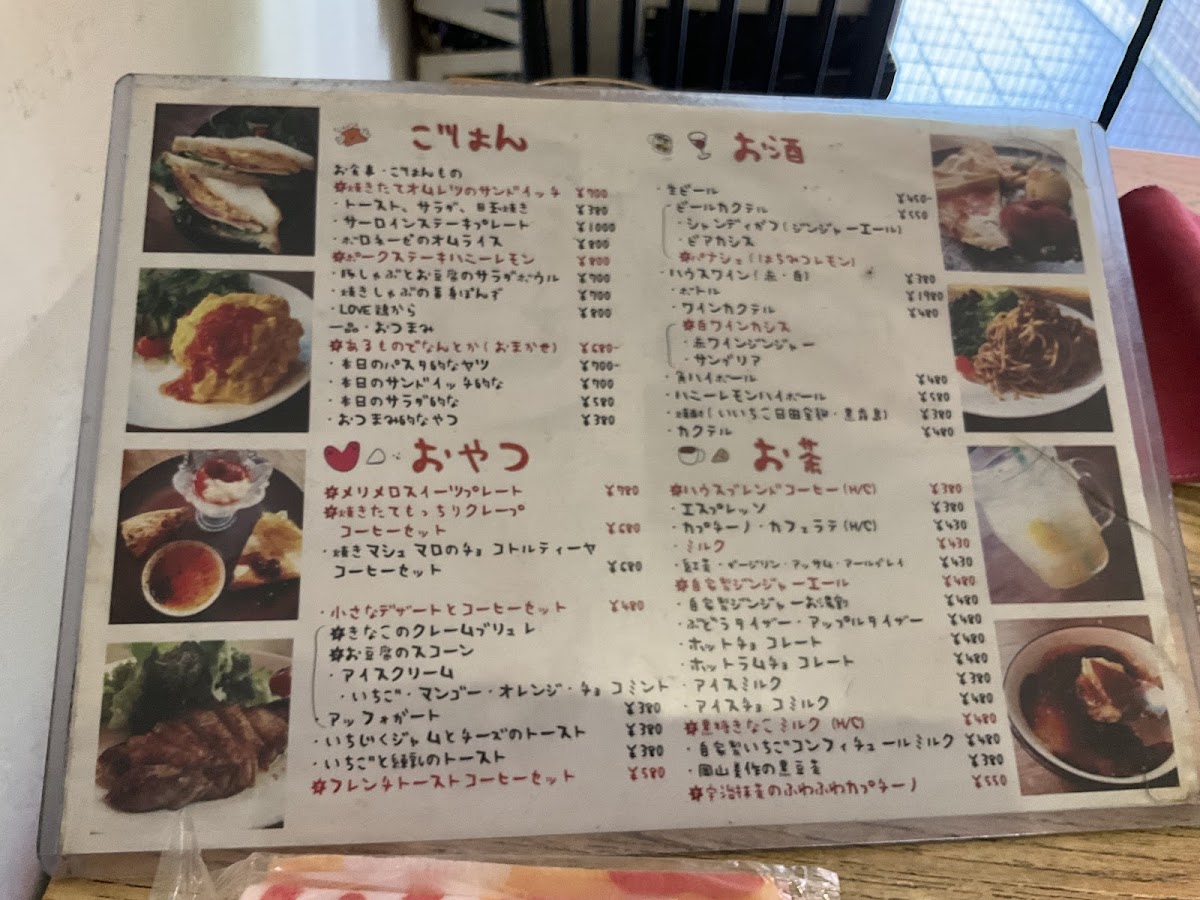 ごはん
お食事・ごはんもの
✽焼きたてオムレツのサンドイッチ ¥700
・トースト、サラダ、目玉焼き ¥380
・サーロインステーキプレート ¥1000
・ボロネーゼのオムライス ¥800
✽ポークステーキハニーレモン ¥800
・豚しゃぶとお豆腐のサラダボウル ¥700
・焼きしゃぶの ¥700
・LOVE鶏から ¥800
一品・おつまみ
✽あるものでなんとか(おまかせ) ¥680-
・本日のパスタ的なヤツ ¥700-
・本日のサンドイッチ的な ¥700
・本日のサラダ的な ¥580
・おつまみ的なやつ ¥380
おやつ
✽メリメロスイーツプレート ¥780
✽焼きたてもっちりクレープ
コーヒーセット ¥680
・焼きマシュマロのチョコトルティーヤ
コーヒーセット ¥680
・小さなデザートとコーヒーセット ¥480
✽きなこのクレームブリュレ
✽お豆腐のスコーン
・アイスクリーム
・いちご・マンゴー・オレンジ・チョコミント
¥380
アッフォガート
・いちじくジャムとチーズのトースト ¥380
・いちごと練乳のトースト ¥380
✽フレンチトーストコーヒーセット ¥580
お酒
・生ビール ¥450-
・ビールカクテル ¥550
・シャンディガフ(ジンジャーエール)
・ビアカシス
✽パナシェ(はちみつレモン)
・ハウスワイン(赤・白) ¥380
・ボトル ¥1980
・ワインカクテル ¥480
✽白ワインカシス
・赤ワインジンジャー
・サングリア
・角ハイボール ¥480
・ハニーレモンハイボール ¥580
・焼酎(いいちこ日田全麹・黒霧島) ¥380
・カクテル ¥480
お茶
✽ハウスブレンドコーヒー(H/C) ¥380
・エスプレッソ ¥380
・カプチーノ・カフェラテ(H/C) ¥430
・ミルク ¥430
・紅茶・ダージリン・アッサム・アールグレイ ¥430
✽自家製ジンジャーエール ¥480
・自家製ジンジャーお湯割 ¥480
・ぶどうタイザー・アップルタイザー ¥480
・ホットチョコレート ¥480
・ホットラムチョコレート ¥480
・アイスミルク ¥380
・アイスチョコミルク ¥480
✽黒糖きなこミルク(H/C) ¥480
・自家製いちごコンフィチュールミルク ¥480
・岡山美作の黒豆茶 ¥380
✽宇治抹茶のふわふわカプチーノ ¥550